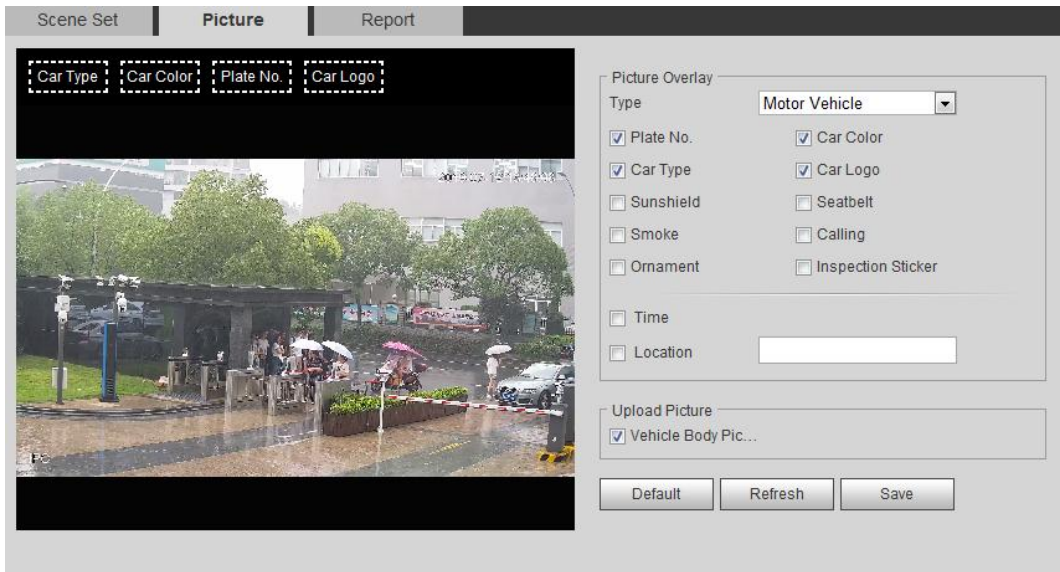 Scene Set Picture Report
Car Type Car Color Plate No. Car Logo
Picture Overlay
Type Motor Vehicle
Plate No. Car Color
Car Type Car Logo
Sunshield Seatbelt
Smoke Calling
Ornament Inspection Sticker
Time
Location
Upload Picture
Vehicle Body Pic...
Default Refresh Save